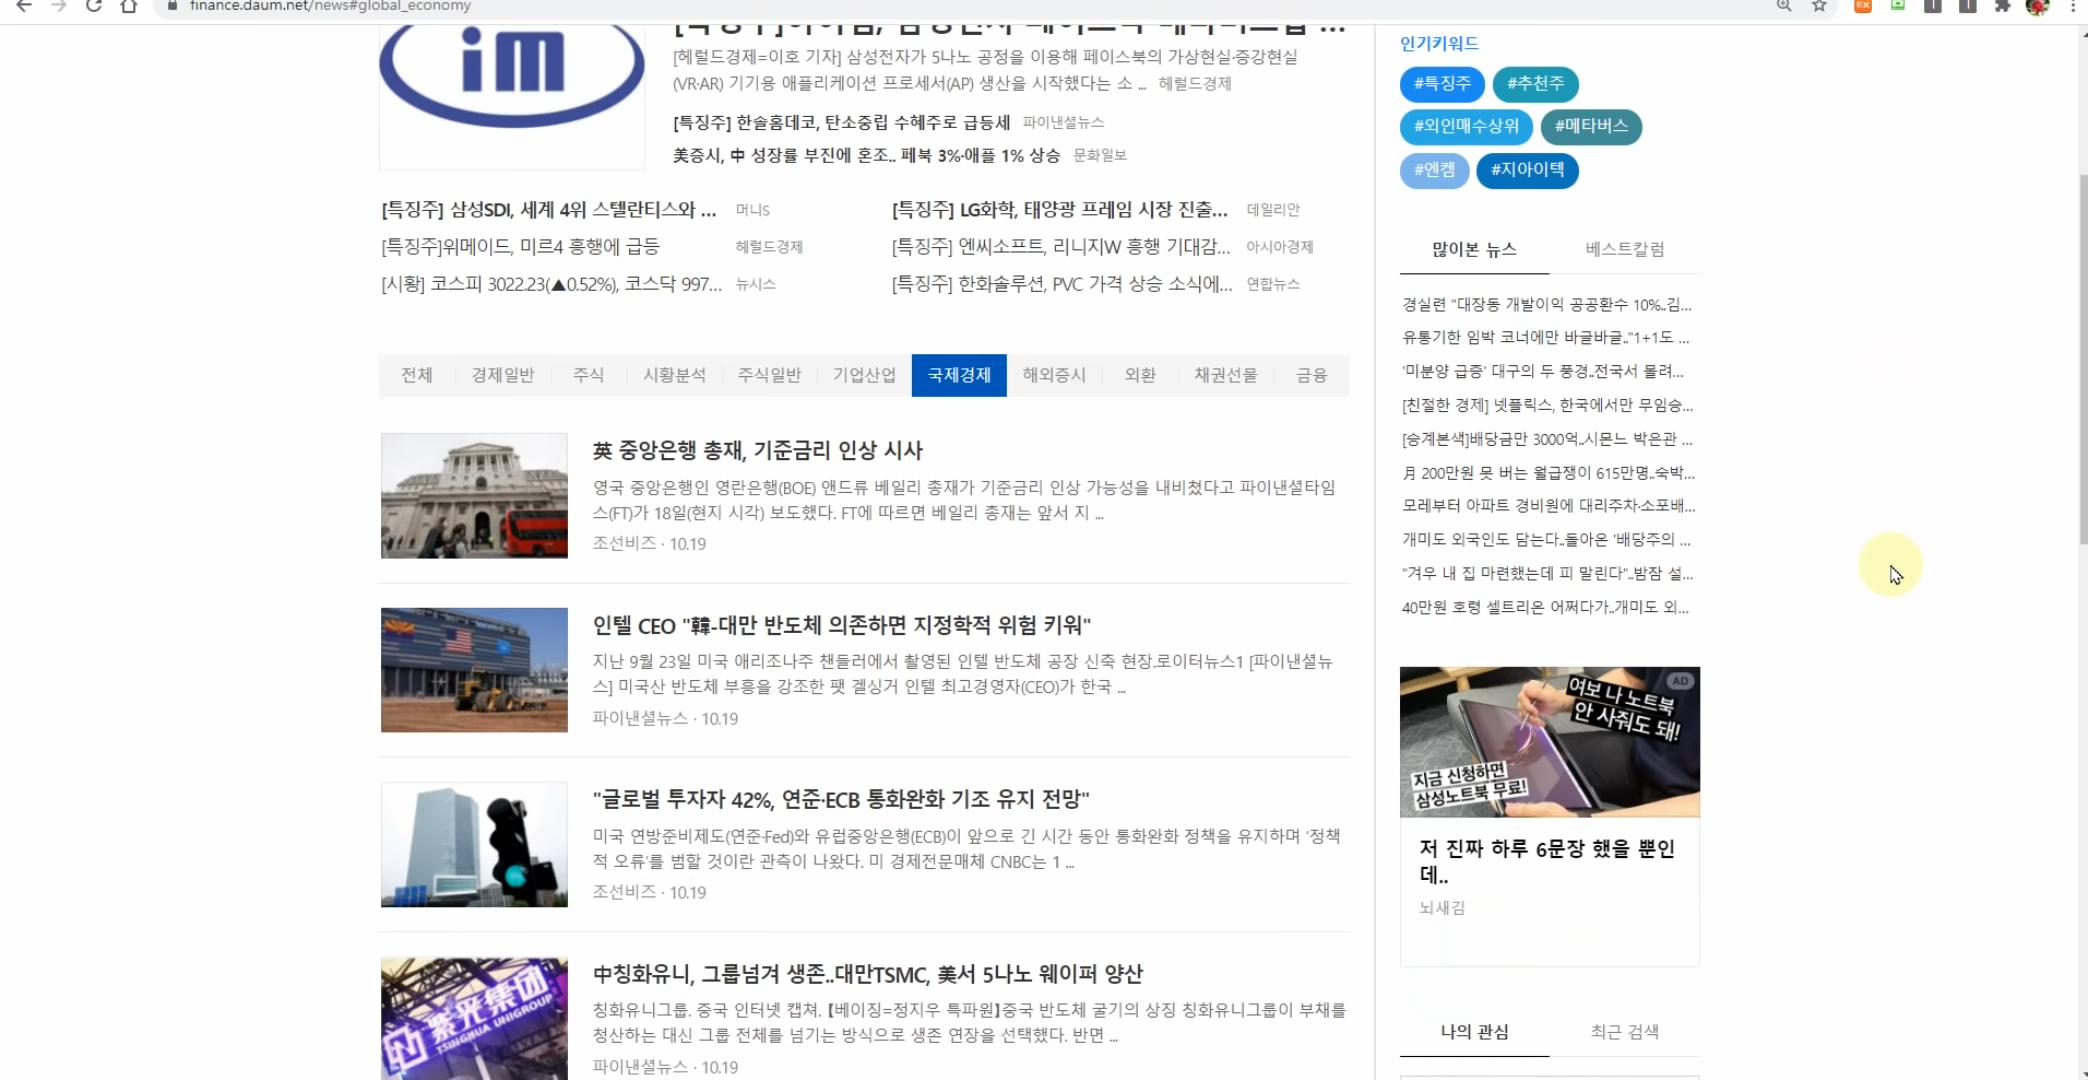 finance.daum.net/news#global_economy
im
[헤럴드경제=이호 기자] 삼성전자가 5나노 공정을 이용해 페이스북의 가상현실·증강현실
(VR·AR) 기기용 애플리케이션 프로세서(AP) 생산을 시작했다는 소 ... 헤럴드경제
[특징주] 한솔홈데코, 탄소중립 수혜주로 급등세 파이낸셜뉴스
美증시, 中 성장률 부진에 혼조.. 페북 3%·애플 1% 상승 문화일보
[특징주] 삼성SDI, 세계 4위 스텔란티스와 ... 머니S
[특징주] LG화학, 태양광 프레임 시장 진출... 데일리안
[특징주]위메이드, 미르4 흥행에 급등 헤럴드경제
[특징주] 엔씨소프트, 리니지W 흥행 기대감... 아시아경제
[시황] 코스피 3022.23(▲0.52%), 코스닥 997... 뉴시스
[특징주] 한화솔루션, PVC 가격 상승 소식에... 연합뉴스
전체 경제일반 주식 시황분석 주식일반 기업산업 국제경제 해외증시 외환 채권선물 금융
英 중앙은행 총재, 기준금리 인상 시사
영국 중앙은행인 영란은행(BOE) 앤드류 베일리 총재가 기준금리 인상 가능성을 내비쳤다고 파이낸셜타임
스(FT)가 18일(현지 시각) 보도했다. FT에 따르면 베일리 총재는 앞서 지 ...
조선비즈 · 10.19
인텔 CEO "韓-대만 반도체 의존하면 지정학적 위험 키워"
지난 9월 23일 미국 애리조나주 챈들러에서 촬영된 인텔 반도체 공장 신축 현장.로이터뉴스1 [파이낸셜뉴
스] 미국산 반도체 부흥을 강조한 팻 겔싱거 인텔 최고경영자(CEO)가 한국 ...
파이낸셜뉴스 · 10.19
"글로벌 투자자 42%, 연준·ECB 통화완화 기조 유지 전망"
미국 연방준비제도(연준·Fed)와 유럽중앙은행(ECB)이 앞으로 긴 시간 동안 통화완화 정책을 유지하며 ‘정책
적 오류’를 범할 것이란 관측이 나왔다. 미 경제전문매체 CNBC는 1 ...
조선비즈 · 10.19
紫光集团
TSINGHUA UNIGROUP
中칭화유니, 그룹넘겨 생존..대만TSMC, 美서 5나노 웨이퍼 양산
칭화유니그룹. 중국 인터넷 캡쳐. 【베이징=정지우 특파원】중국 반도체 굴기의 상징 칭화유니그룹이 부채를
청산하는 대신 그룹 전체를 넘기는 방식으로 생존 연장을 선택했다. 반면 ...
파이낸셜뉴스 · 10.19
인기키워드
#특징주 #추천주
#외인매수상위 #메타버스
#엔켐 #지아이텍
많이본 뉴스 베스트칼럼
경실련 "대장동 개발이익 공공환수 10%..김...
유통기한 임박 코너에만 바글바글.."1+1도 ...
'미분양 급증' 대구의 두 풍경..전국서 몰려...
[친절한 경제] 넷플릭스, 한국에서만 무임승...
[승계본색]배당금만 3000억..시몬느 박은관 ...
月 200만원 못 버는 월급쟁이 615만명..숙박...
모레부터 아파트 경비원에 대리주차·소포배...
개미도 외국인도 담는다..돌아온 '배당주의 ...
"겨우 내 집 마련했는데 피 말린다"..밤잠 설...
40만원 호령 셀트리온 어쩌다가..개미도 외...
AD
여보 나 노트북
안 사줘도 돼!
지금 신청하면
삼성노트북 무료!
저 진짜 하루 6문장 했을 뿐인
데..
뇌새김
나의 관심 최근 검색